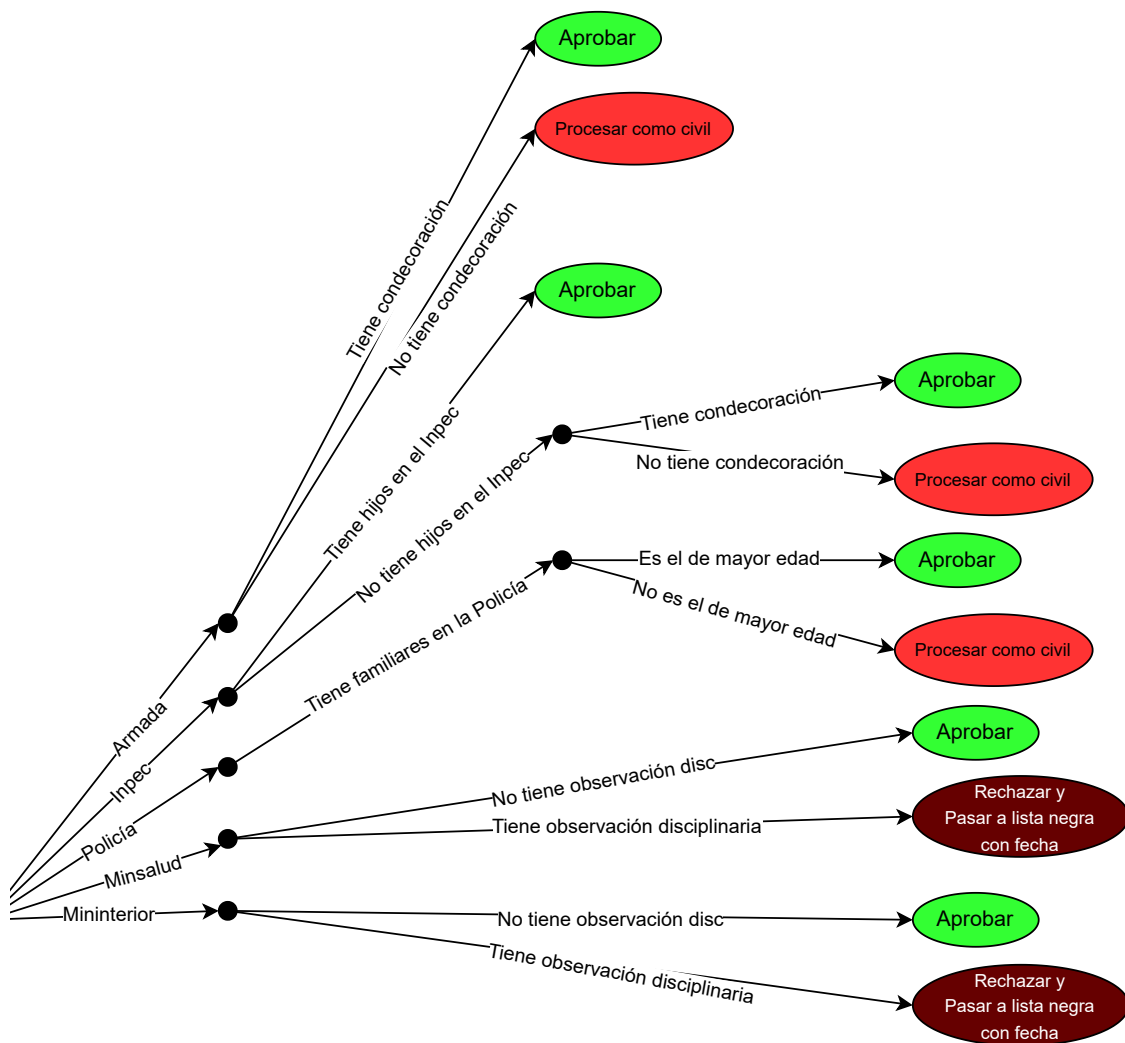 Aprobar
Procesar como civil
Tiene condecoración
No tiene condecoración
Aprobar
Tiene hijos en el Inpec
No tiene hijos en el Inpec
Tiene condecoración
Aprobar
No tiene condecoración
Procesar como civil
Es el de mayor edad
Aprobar
No es el de mayor edad
Procesar como civil
Tiene familiares en la Policía
Armada
Inpec
Policía
Minsalud
Mininterior
No tiene observación disc
Aprobar
Tiene observación disciplinaria
Rechazar y
Pasar a lista negra
con fecha
No tiene observación disc
Aprobar
Tiene observación disciplinaria
Rechazar y
Pasar a lista negra
con fecha